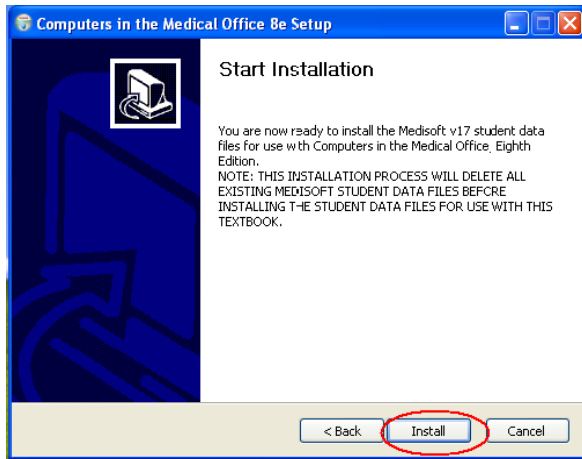 Computers in the Medical Office 8e Setup
Start Installation
You are now ready to install the Medisoft v17 student data
files for use with Computers in the Medical Office, Eighth
Edition.
NOTE: THIS INSTALLATION PROCESS WILL DELETE ALL
EXISTING MEDISOFT STUDENT DATA FILES BEFORE
INSTALLING THE STUDENT DATA FILES FOR USE WITH THIS
TEXTBOOK.
< Back Install Cancel